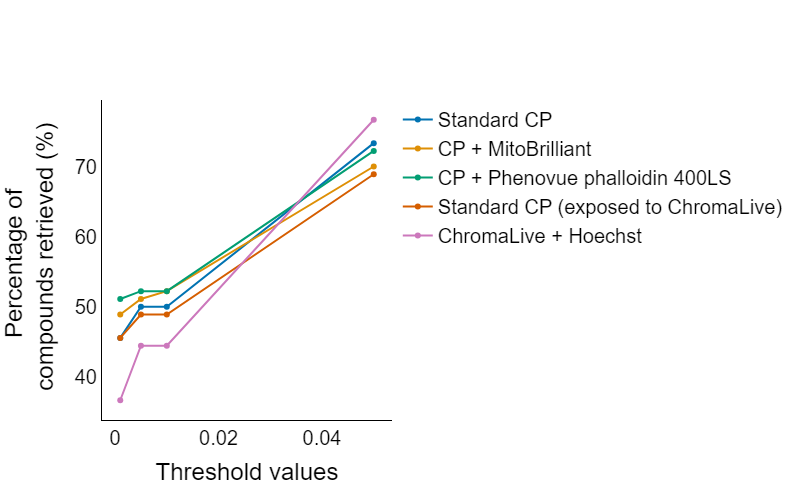 Percentage of
compounds retrieved (%)
70
60
50
40
0
0.02
0.04
Threshold values
Standard CP
CP + MitoBrilliant
CP + Phenovue phalloidin 400LS
Standard CP (exposed to ChromaLive)
ChromaLive + Hoechst